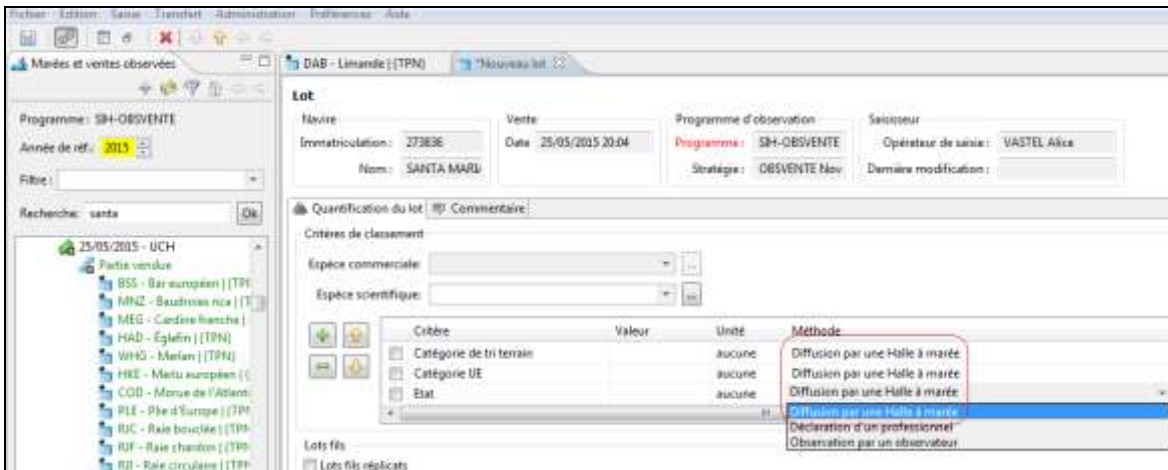 Fichier Edition Saisie Transfert Administration Préférences Aide
Marées et ventes observées
DAB - Limande | (TPN)
*Nouveau lot
Programme : SIH-OBSVENTE
Année de réf.: 2015
Filtre :
Recherche: santa Ok
25/05/2015 - UCH
Partie vendue
BSS - Bar européen | (TPN
MNZ - Baudroies nca | (T
MEG - Cardine franche |
HAD - Églefin | (TPN)
WHG - Merlan | (TPN)
HKE - Merlu européen | (
COD - Morue de l'Atlanti
PLE - Plie d'Europe | (TPN
RJC - Raie bouclée | (TPN
RJF - Raie chardon | (TPN
RJI - Raie circulaire | (TPN
Lot
Navire
Immatriculation : 273836
Nom : SANTA MARI
Vente
Date 25/05/2015 20:04
Programme d'observation
Programme : SIH-OBSVENTE
Stratégie : OBSVENTE Nov
Saisisseur
Opérateur de saisie : VASTEL Alice
Dernière modification :
Quantification du lot Commentaire
Critères de classement
Espèce commerciale: ...
Espèce scientifique: ...
Critère Valeur Unité Méthode
Catégorie de tri terrain aucune Diffusion par une Halle à marée
Catégorie UE aucune Diffusion par une Halle à marée
Etat aucune Diffusion par une Halle à marée
Diffusion par une Halle à marée
Déclaration d'un professionnel
Observation par un observateur
Lots fils
Lots fils réplicats